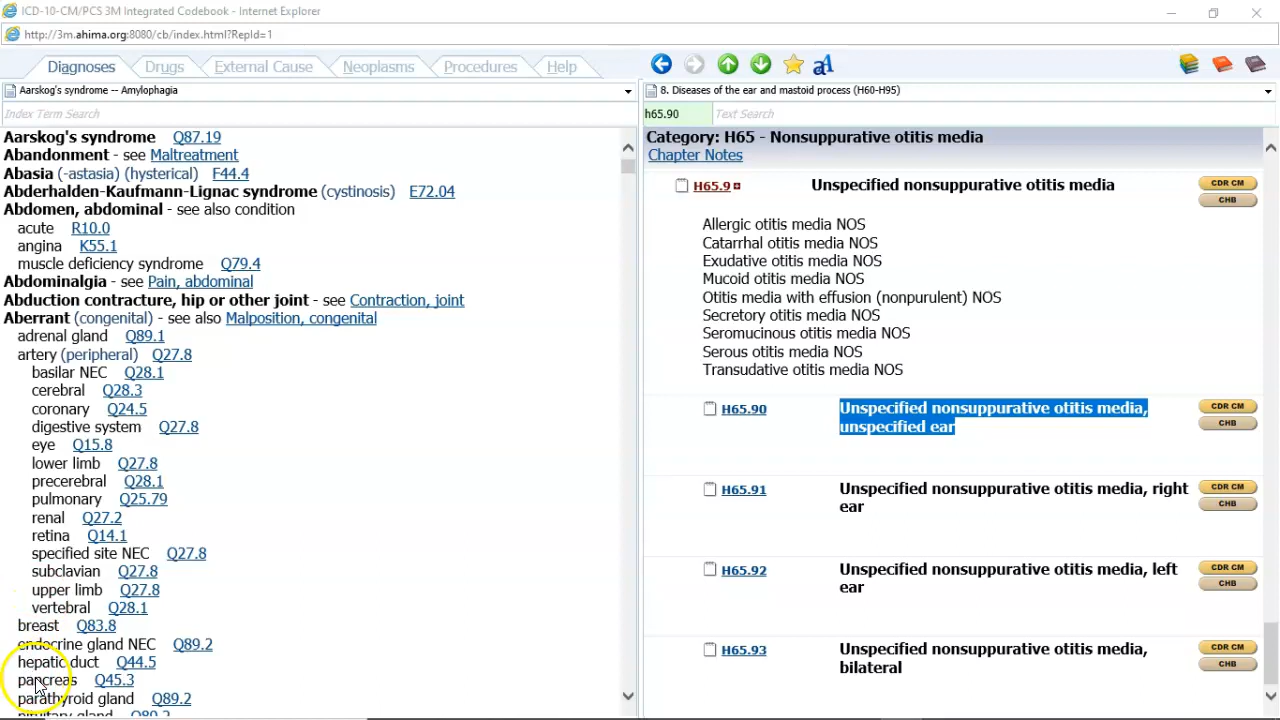 ICD-10-CM/PCS 3M Integrated Codebook - Internet Explorer
http://3m.ahima.org:8080/cb/index.html?RepId=1
Diagnoses Drugs External Cause Neoplasms Procedures Help
Aarskog's syndrome -- Amylophagia
Index Term Search
Aarskog's syndrome Q87.19
Abandonment - see Maltreatment
Abasia (-astasia) (hysterical) F44.4
Abderhalden-Kaufmann-Lignac syndrome (cystinosis) E72.04
Abdomen, abdominal - see also condition
acute R10.0
angina K55.1
muscle deficiency syndrome Q79.4
Abdominalgia - see Pain, abdominal
Abduction contracture, hip or other joint - see Contraction, joint
Aberrant (congenital) - see also Malposition, congenital
adrenal gland Q89.1
artery (peripheral) Q27.8
basilar NEC Q28.1
cerebral Q28.3
coronary Q24.5
digestive system Q27.8
eye Q15.8
lower limb Q27.8
precerebral Q28.1
pulmonary Q25.79
renal Q27.2
retina Q14.1
specified site NEC Q27.8
subclavian Q27.8
upper limb Q27.8
vertebral Q28.1
breast Q83.8
endocrine gland NEC Q89.2
hepatic duct Q44.5
pancreas Q45.3
parathyroid gland Q89.2
pituitary gland Q89.2
8. Diseases of the ear and mastoid process (H60-H95)
h65.90 Text Search
Category: H65 - Nonsuppurative otitis media
Chapter Notes
H65.9 Unspecified nonsuppurative otitis media CDR CM
CHB
Allergic otitis media NOS
Catarrhal otitis media NOS
Exudative otitis media NOS
Mucoid otitis media NOS
Otitis media with effusion (nonpurulent) NOS
Secretory otitis media NOS
Seromucinous otitis media NOS
Serous otitis media NOS
Transudative otitis media NOS
H65.90 Unspecified nonsuppurative otitis media, CDR CM
unspecified ear CHB
H65.91 Unspecified nonsuppurative otitis media, right CDR CM
ear CHB
H65.92 Unspecified nonsuppurative otitis media, left CDR CM
ear CHB
H65.93 Unspecified nonsuppurative otitis media, CDR CM
bilateral CHB